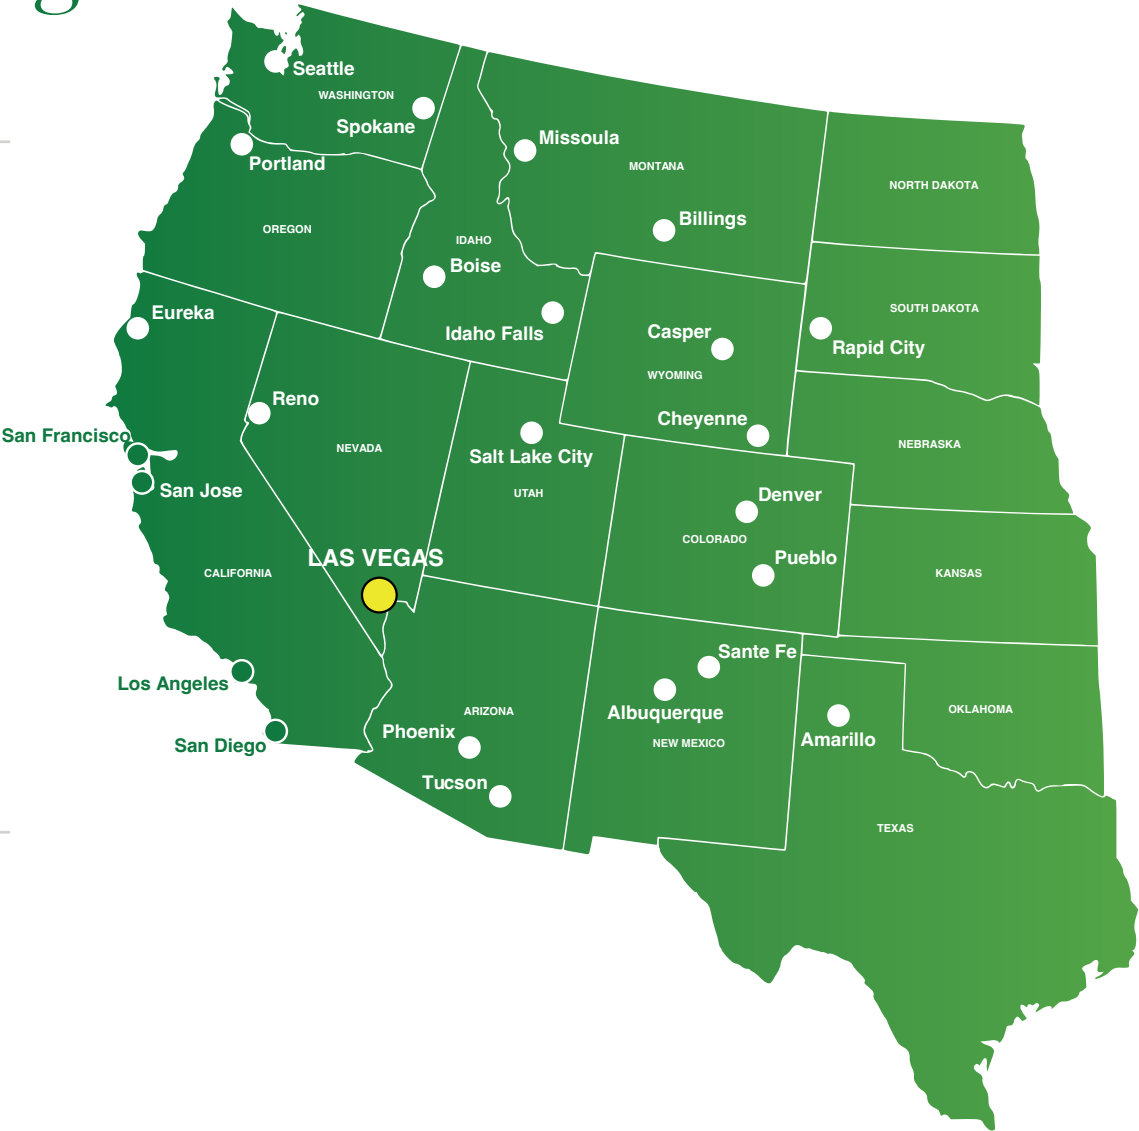 g
Seattle
WASHINGTON
Spokane
Portland
Missoula
MONTANA
NORTH DAKOTA
Billings
OREGON
IDAHO
Boise
Eureka
Idaho Falls
Casper
WYOMING
SOUTH DAKOTA
Rapid City
Reno
Cheyenne
San Francisco
NEVADA
Salt Lake City
NEBRASKA
San Jose
UTAH
Denver
COLORADO
Pueblo
LAS VEGAS
CALIFORNIA
KANSAS
Sante Fe
Los Angeles
ARIZONA
Albuquerque
OKLAHOMA
Phoenix
San Diego
NEW MEXICO
Amarillo
Tucson
TEXAS